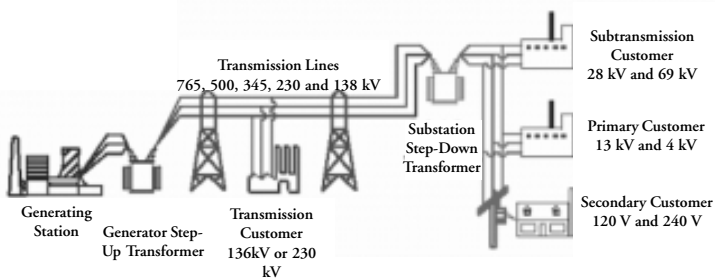 Transmission Lines
765, 500, 345, 230 and 138 kV
Subtransmission
Customer
28 kV and 69 kV
Substation
Step-Down
Transformer
Primary Customer
13 kV and 4 kV
Secondary Customer
120 V and 240 V
Generating
Station
Generator Step-
Up Transformer
Transmission
Customer
136kV or 230
kV